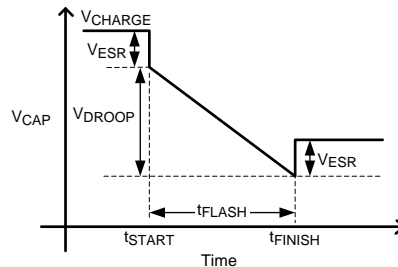 VCHARGE
VESR
VDROOP
VCAP
VESR
tFLASH
tSTART
tFINISH
Time